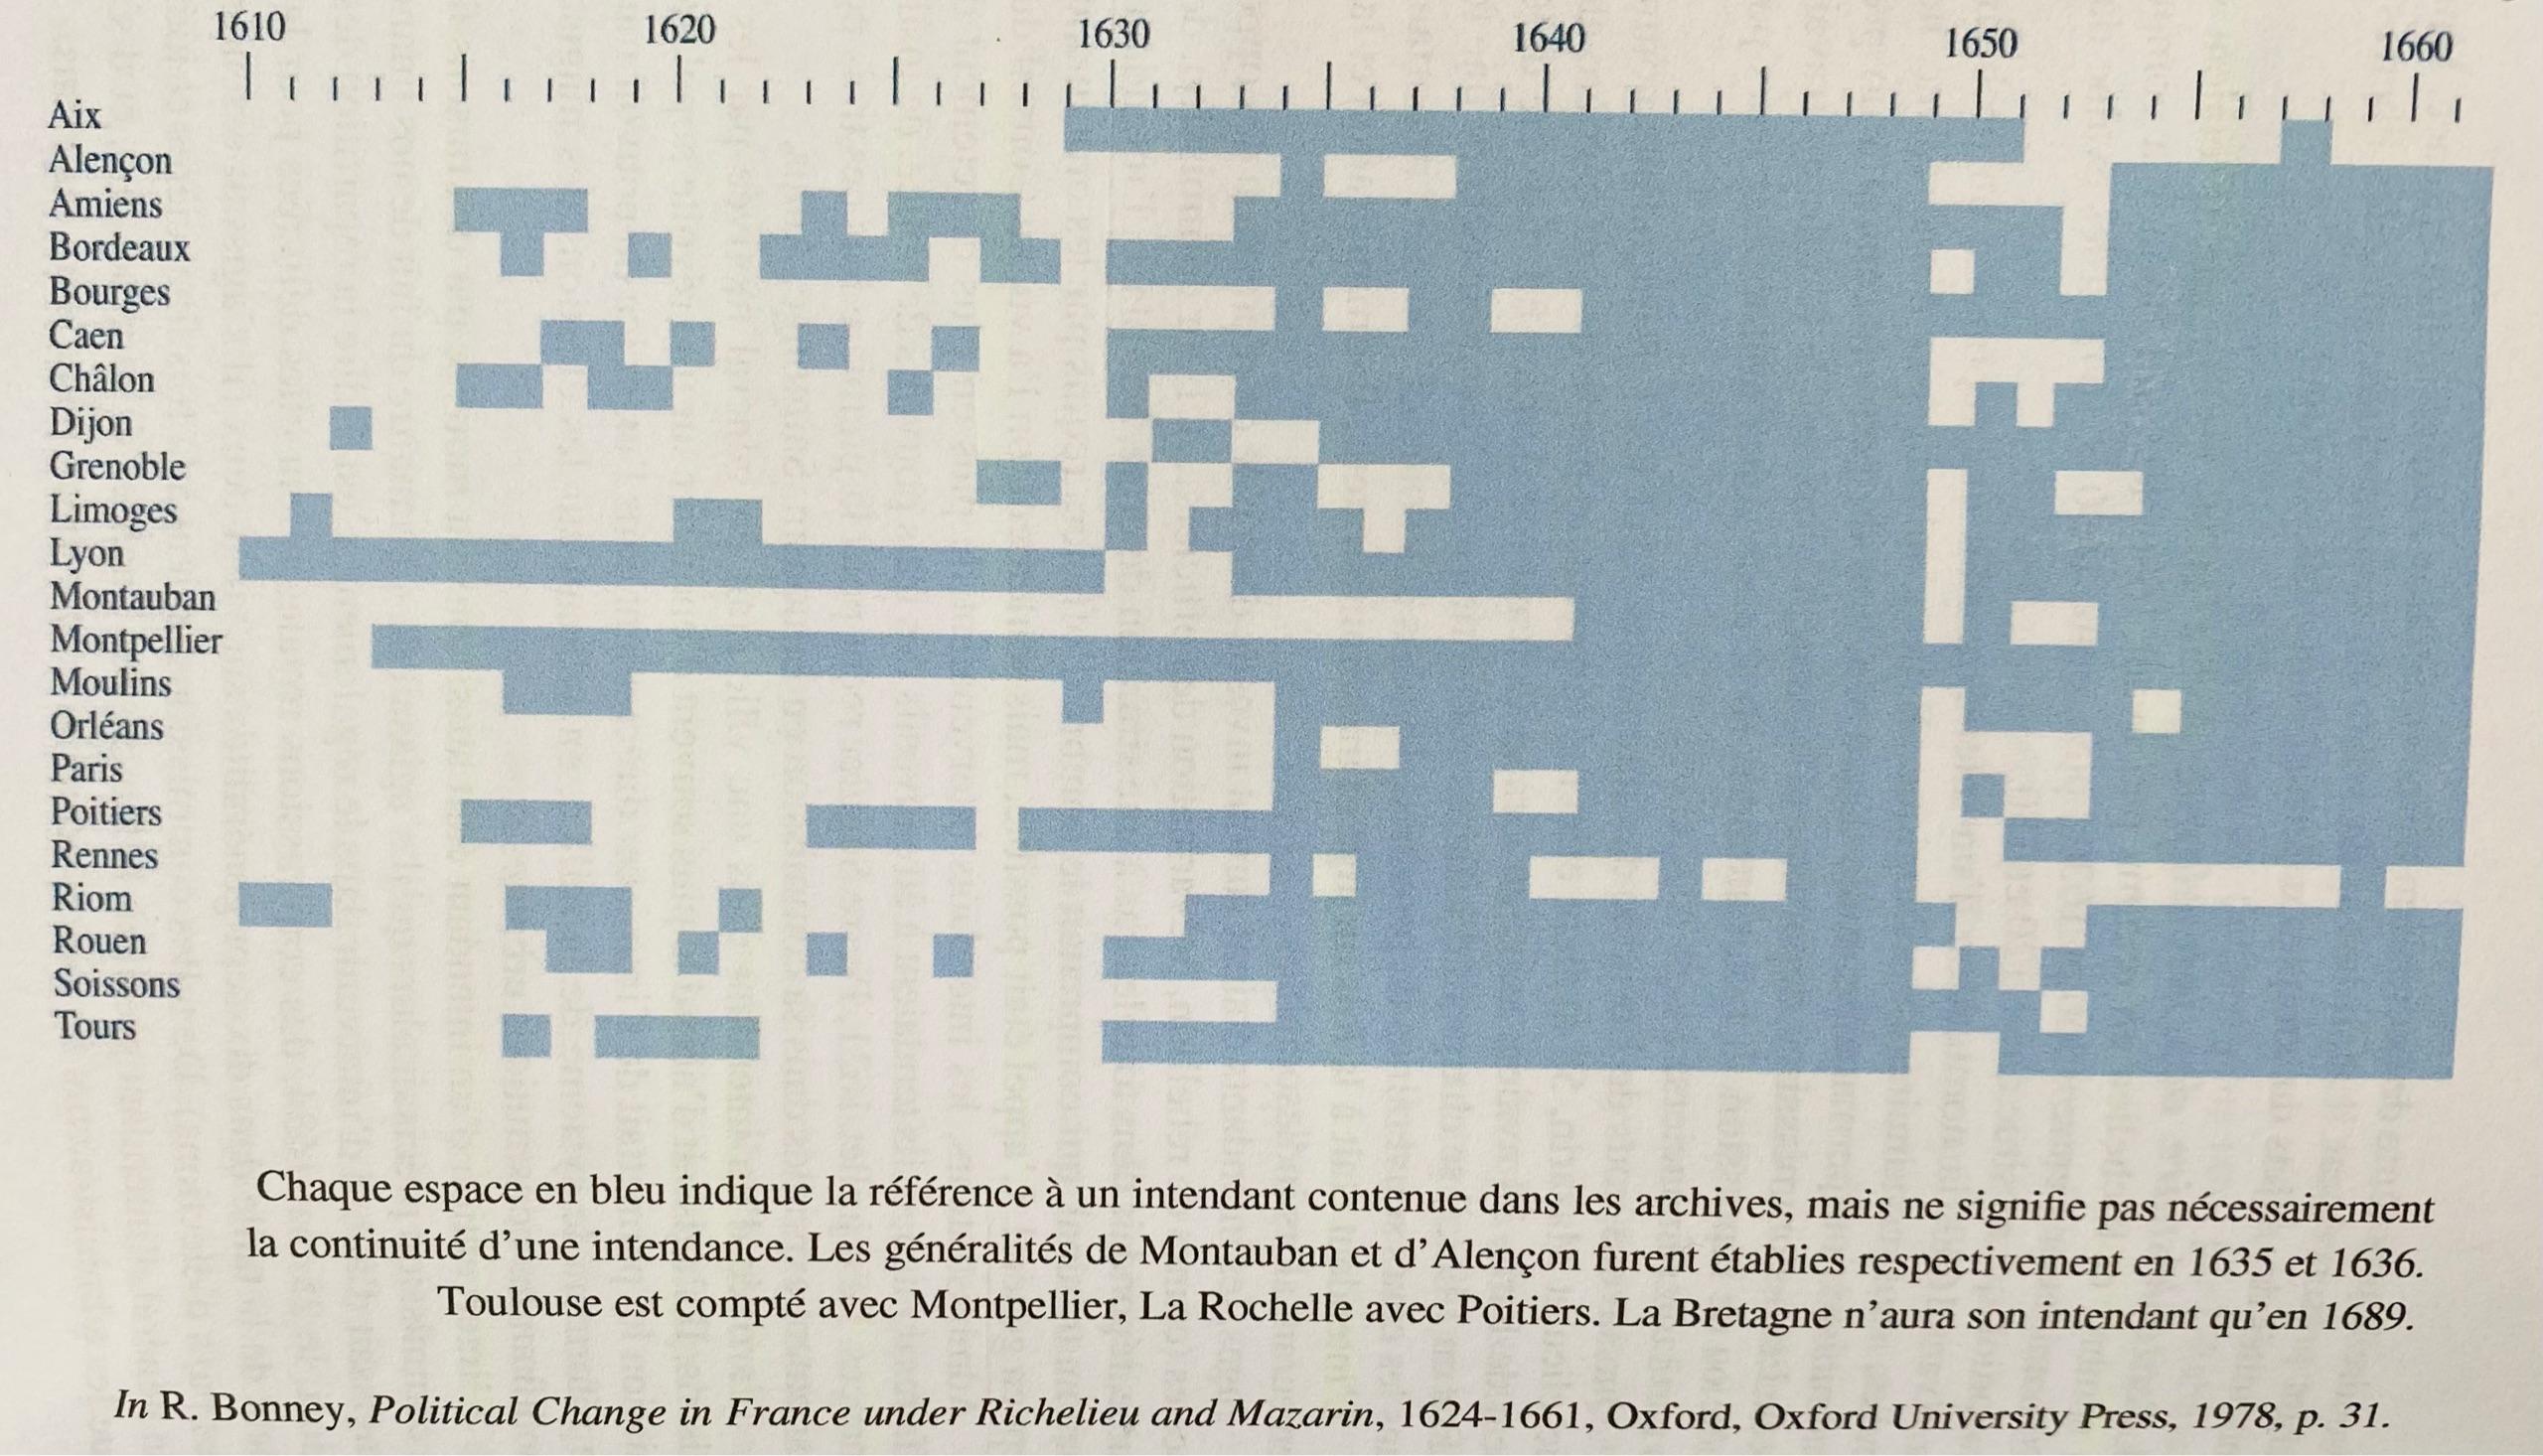 1610 1620 1630 1640 1650 1660
Aix
Alençon
Amiens
Bordeaux
Bourges
Caen
Châlon
Dijon
Grenoble
Limoges
Lyon
Montauban
Montpellier
Moulins
Orléans
Paris
Poitiers
Rennes
Riom
Rouen
Soissons
Tours
Chaque espace en bleu indique la référence à un intendant contenue dans les archives, mais ne signifie pas nécessairement
la continuité d’une intendance. Les généralités de Montauban et d’Alençon furent établies respectivement en 1635 et 1636.
Toulouse est compté avec Montpellier, La Rochelle avec Poitiers. La Bretagne n’aura son intendant qu’en 1689.
In R. Bonney, Political Change in France under Richelieu and Mazarin, 1624-1661, Oxford, Oxford University Press, 1978, p. 31.